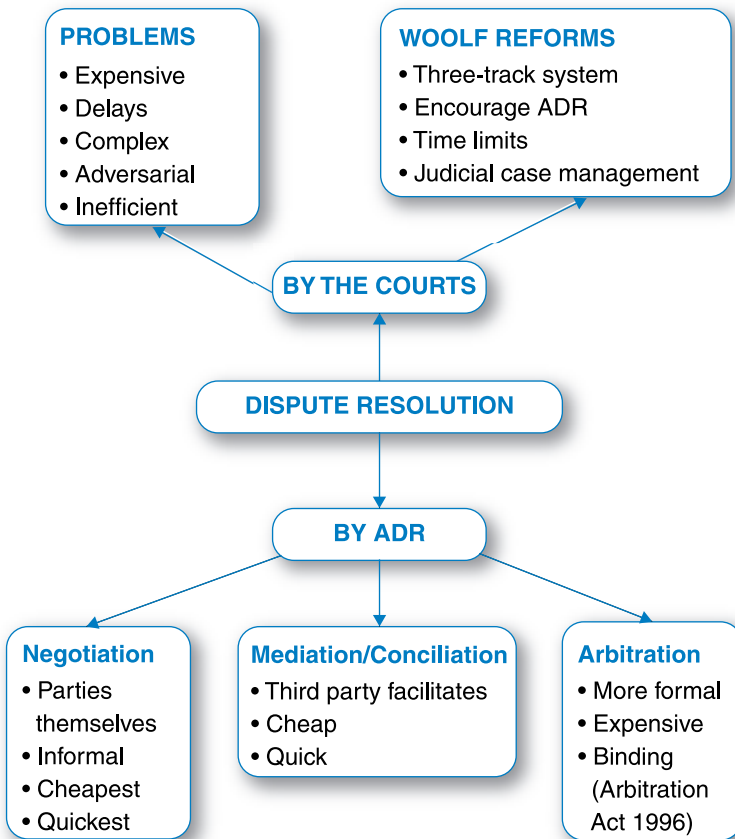 PROBLEMS
• Expensive
• Delays
• Complex
• Adversarial
• Inefficient
WOOLF REFORMS
• Three-track system
• Encourage ADR
• Time limits
• Judicial case management
BY THE COURTS
DISPUTE RESOLUTION
BY ADR
Negotiation
• Parties
themselves
• Informal
• Cheapest
• Quickest
Mediation/Conciliation
• Third party facilitates
• Cheap
• Quick
Arbitration
• More formal
• Expensive
• Binding
(Arbitration
Act 1996)